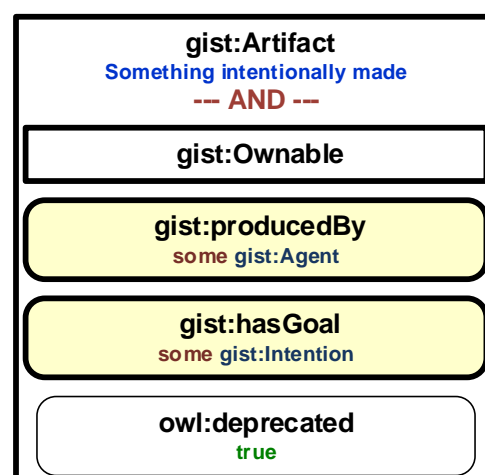 gist:Artifact
Something intentionally made
--- AND ---
gist:Ownable
gist:producedBy
some gist:Agent
gist:hasGoal
some gist:Intention
owl:deprecated
true